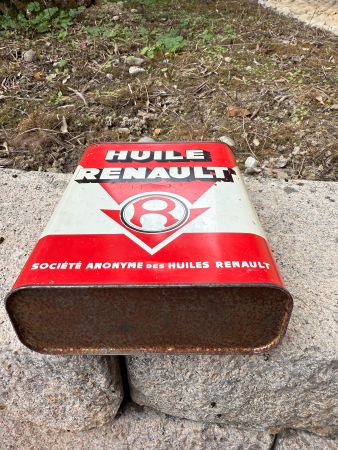 HUILE
RENAULT
R
SOCIÉTÉ ANONYME DES HUILES RENAULT